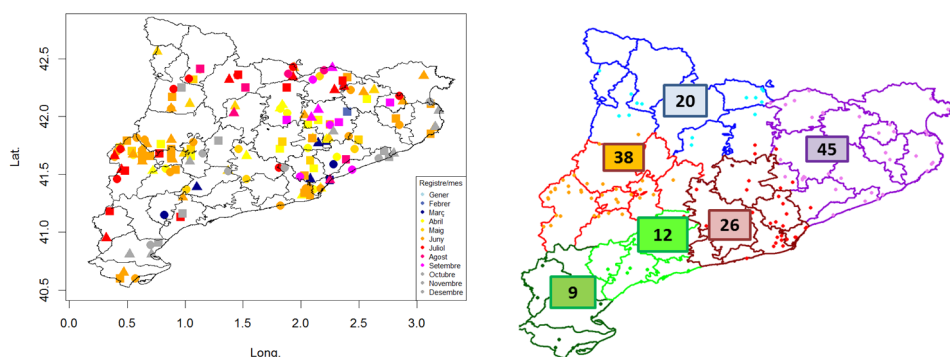 Lat.
42.5
42.0
41.5
41.0
40.5
0.0 0.5 1.0 1.5 2.0 2.5 3.0
Long.
Registre/mes
Gener
Febrer
Març
Abril
Maig
Juny
Juliol
Agost
Setembre
Octubre
Novembre
Desembre
20
38
45
12
26
9